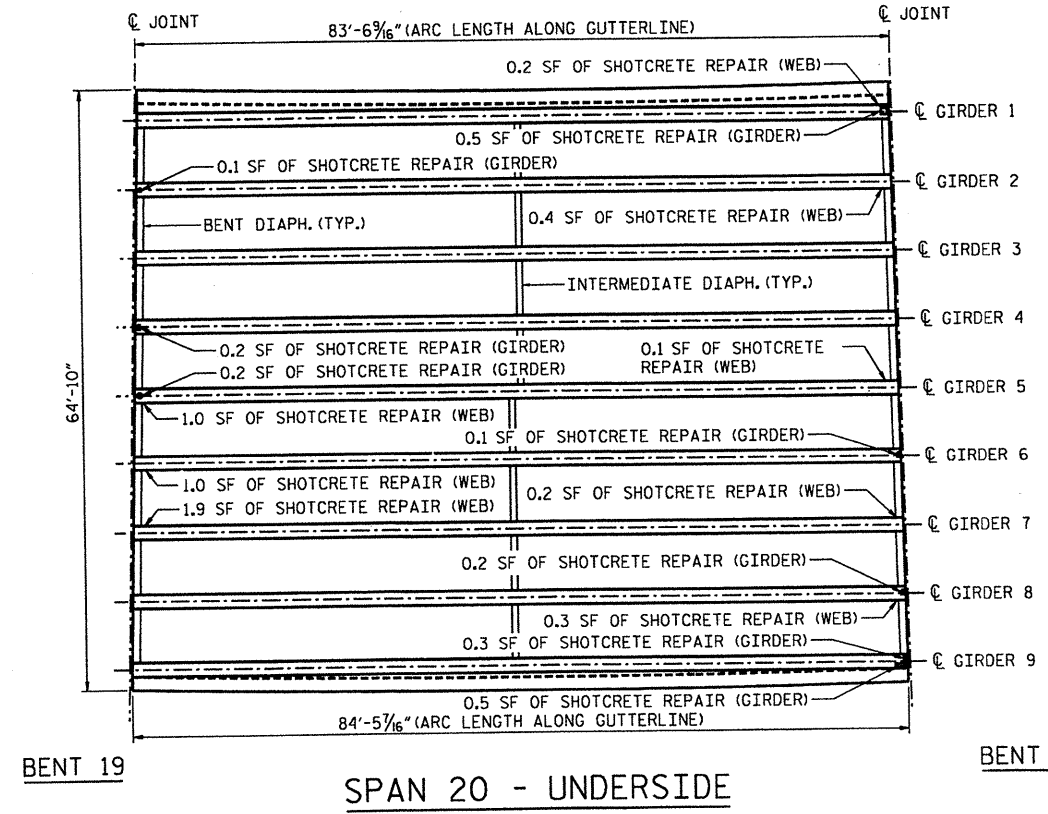 ℄ JOINT
83'-6 9/16" (ARC LENGTH ALONG GUTTERLINE)
℄ JOINT
0.2 SF OF SHOTCRETE REPAIR (WEB)
℄ GIRDER 1
0.5 SF OF SHOTCRETE REPAIR (GIRDER)
0.1 SF OF SHOTCRETE REPAIR (GIRDER)
℄ GIRDER 2
BENT DIAPH. (TYP.)
0.4 SF OF SHOTCRETE REPAIR (WEB)
℄ GIRDER 3
INTERMEDIATE DIAPH. (TYP.)
℄ GIRDER 4
0.2 SF OF SHOTCRETE REPAIR (GIRDER)
0.1 SF OF SHOTCRETE
REPAIR (WEB)
0.2 SF OF SHOTCRETE REPAIR (GIRDER)
℄ GIRDER 5
64'-10"
1.0 SF OF SHOTCRETE REPAIR (WEB)
0.1 SF OF SHOTCRETE REPAIR (GIRDER)
℄ GIRDER 6
1.0 SF OF SHOTCRETE REPAIR (WEB)
0.2 SF OF SHOTCRETE REPAIR (WEB)
1.9 SF OF SHOTCRETE REPAIR (WEB)
℄ GIRDER 7
0.2 SF OF SHOTCRETE REPAIR (GIRDER)
℄ GIRDER 8
0.3 SF OF SHOTCRETE REPAIR (WEB)
0.3 SF OF SHOTCRETE REPAIR (GIRDER)
℄ GIRDER 9
0.5 SF OF SHOTCRETE REPAIR (GIRDER)
84'-5 7/16" (ARC LENGTH ALONG GUTTERLINE)
BENT 19
BENT
SPAN 20 - UNDERSIDE